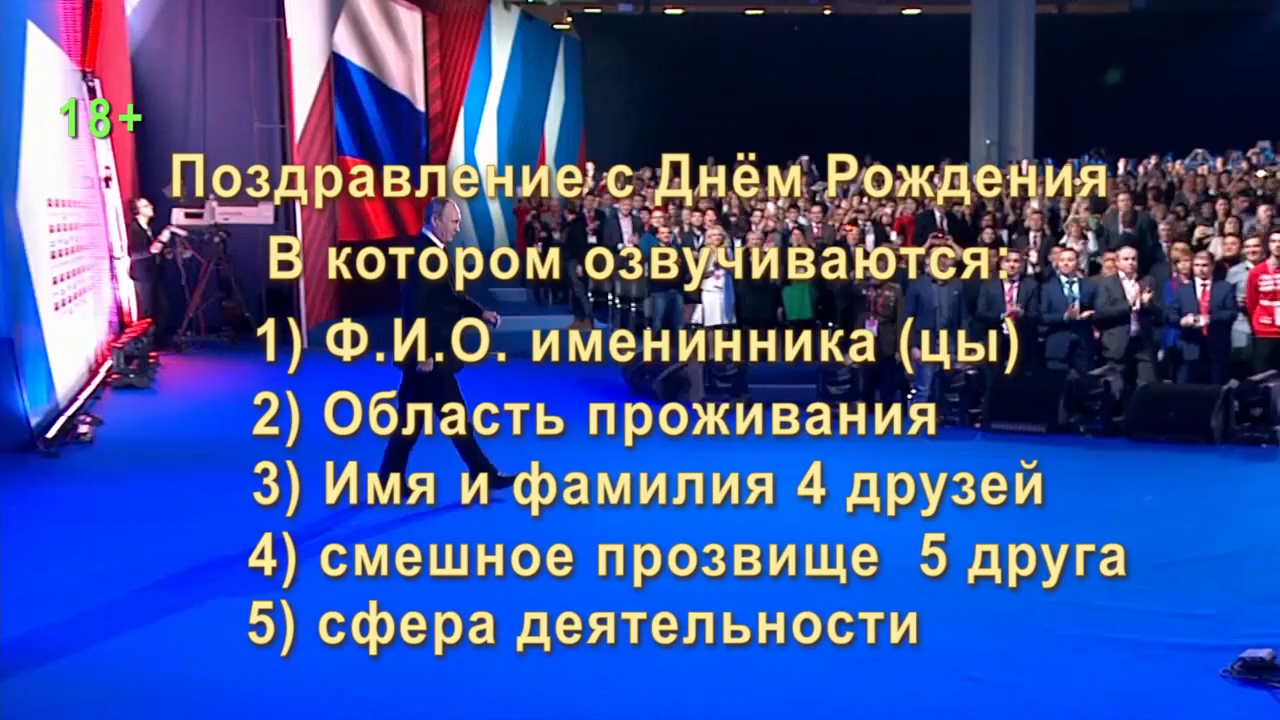 18+
Поздравление с Днём Рождения
В котором озвучиваются:
1) Ф.И.О. именинника (цы)
2) Область проживания
3) Имя и фамилия 4 друзей
4) смешное прозвище 5 друга
5) сфера деятельности